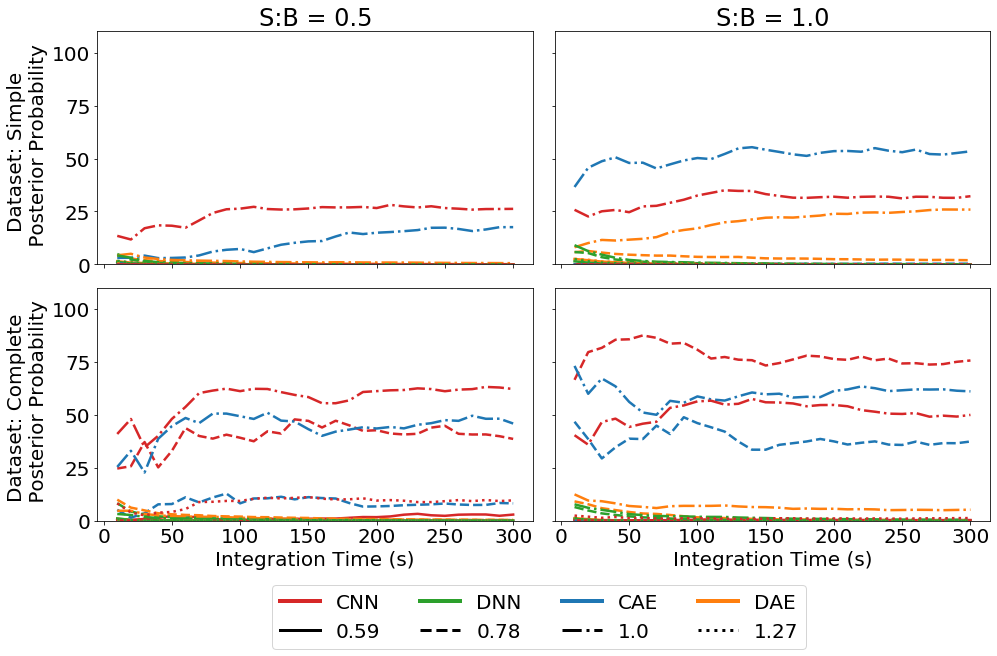 S:B = 0.5 S:B = 1.0
Dataset: Simple
Posterior Probability
100
75
50
25
0
Dataset: Complete
Posterior Probability
100
75
50
25
0
0 50 100 150 200 250 300
0 50 100 150 200 250 300
Integration Time (s) Integration Time (s)
CNN DNN CAE DAE
0.59 0.78 1.0 1.27